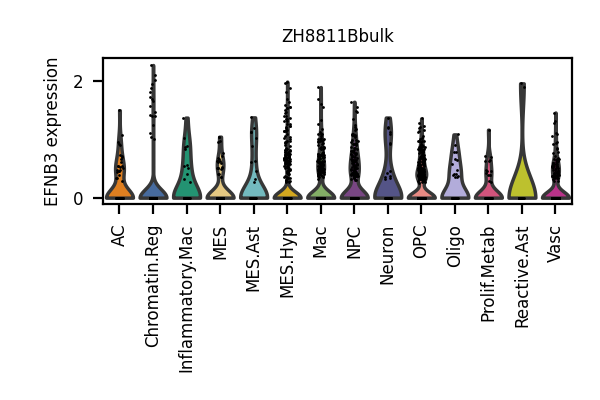 ZH8811Bbulk
EFNB3 expression
2
0
AC
Chromatin.Reg
Inflammatory.Mac
MES
MES.Ast
MES.Hyp
Mac
NPC
Neuron
OPC
Oligo
Prolif.Metab
Reactive.Ast
Vasc